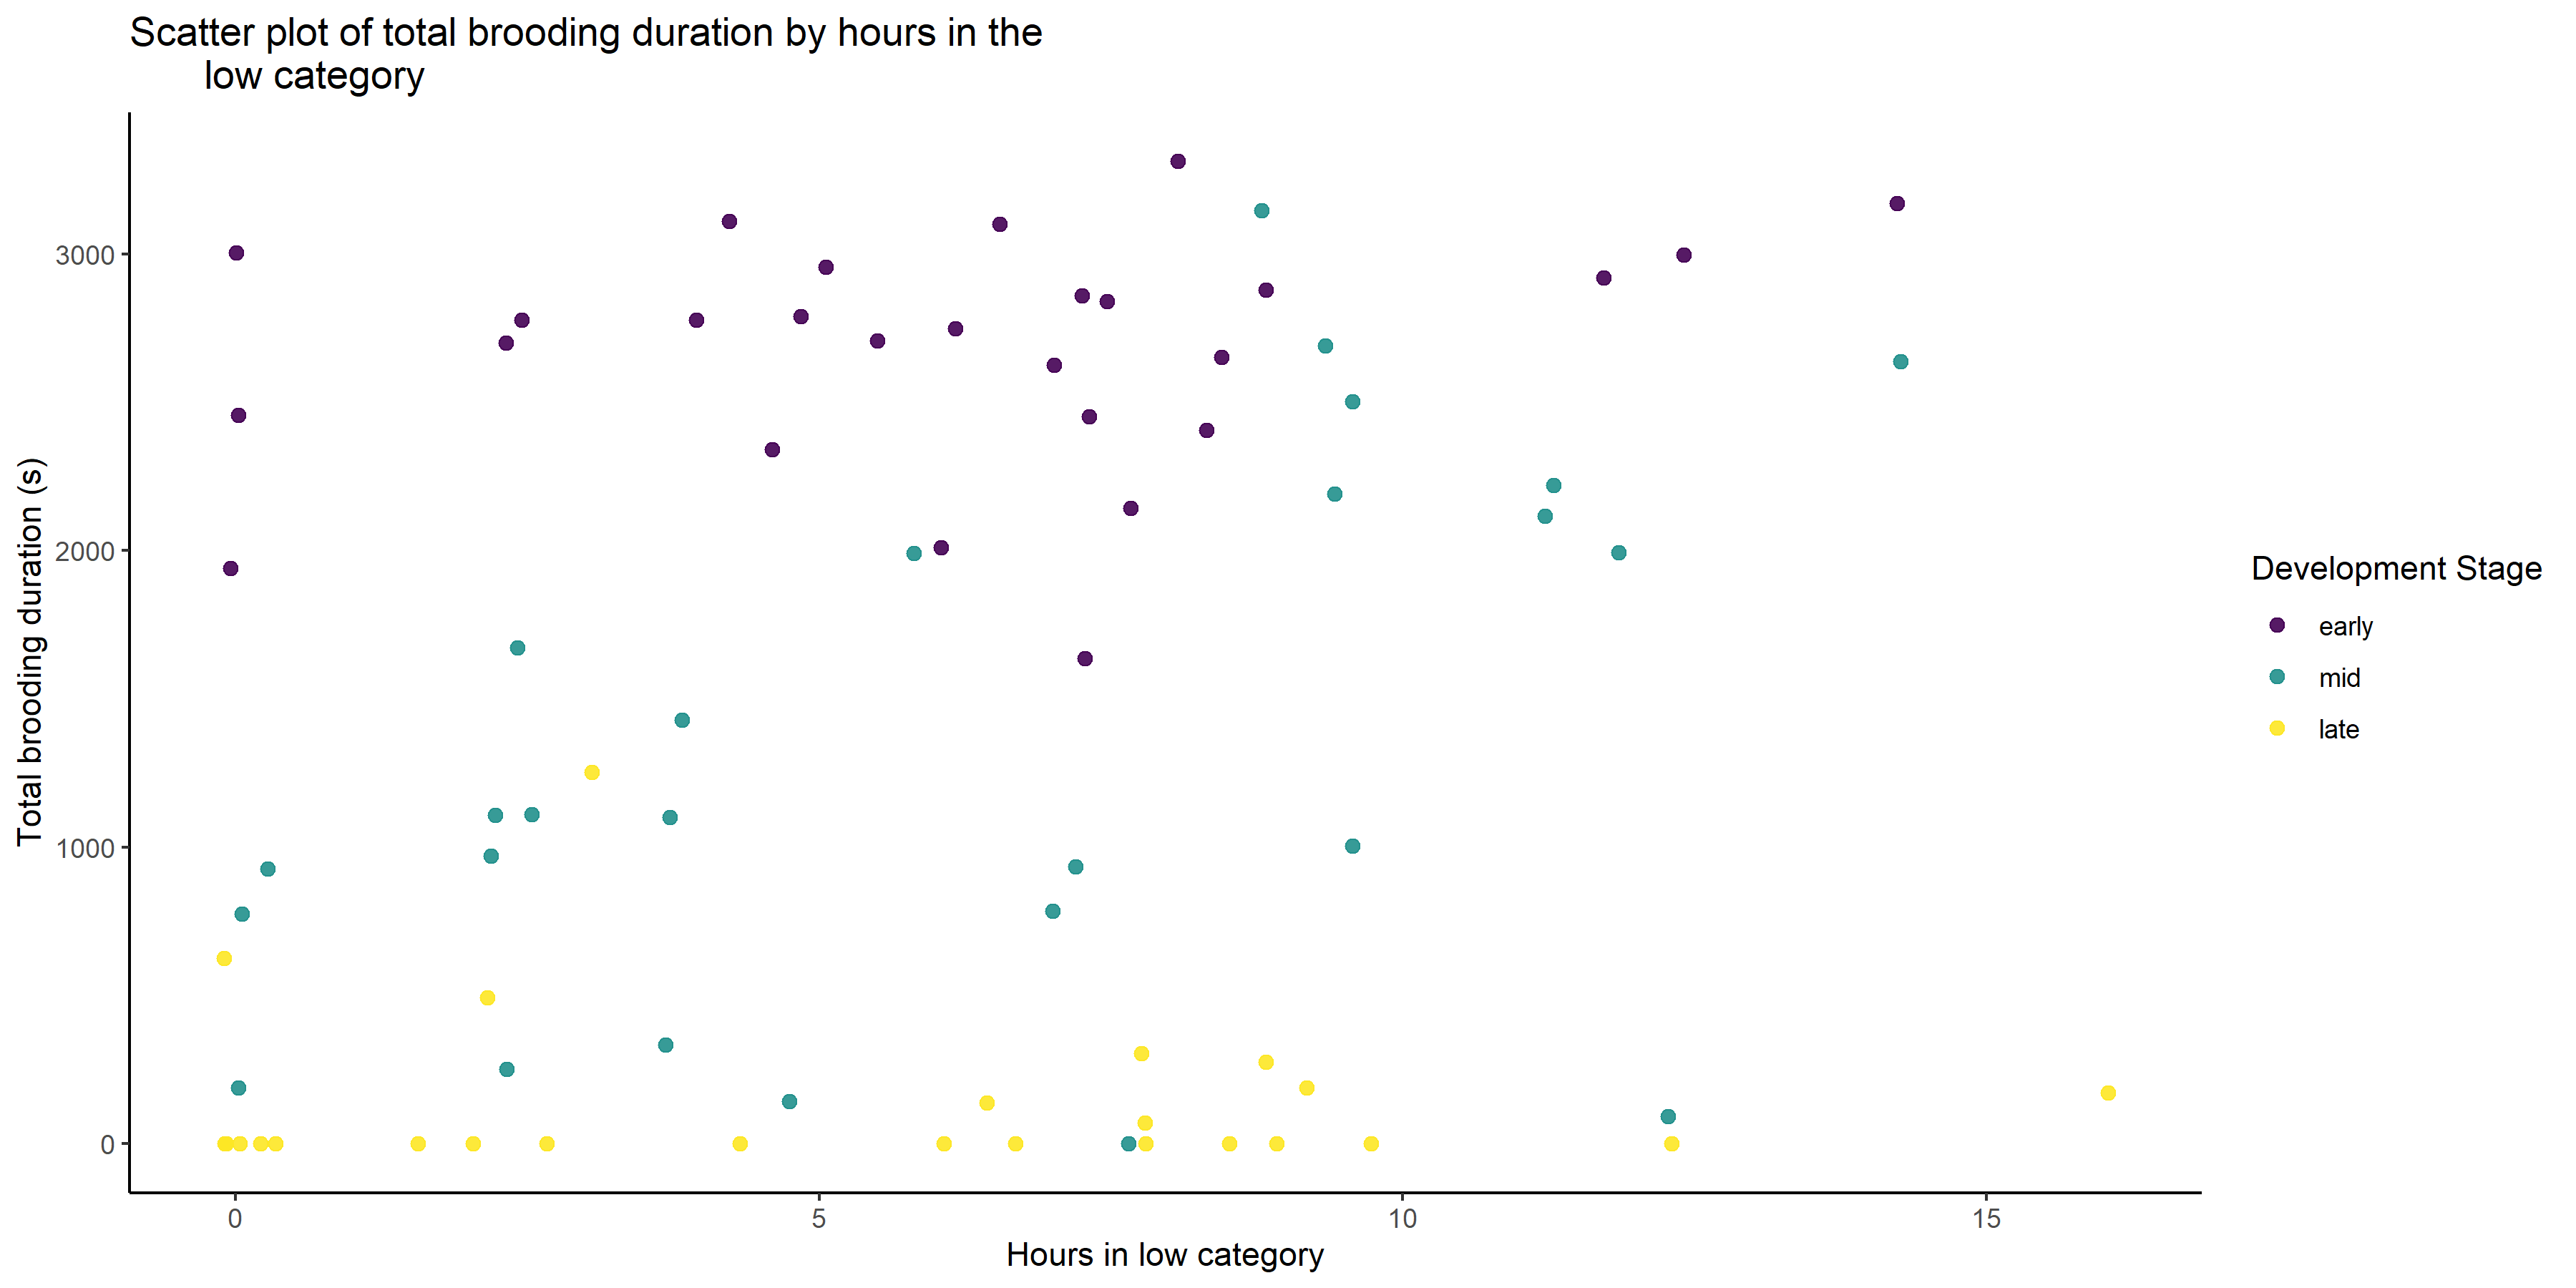 Scatter plot of total brooding duration by hours in the
low category
Total brooding duration (s)
3000
2000
1000
0
0 5 10 15
Hours in low category
Development Stage
early
mid
late